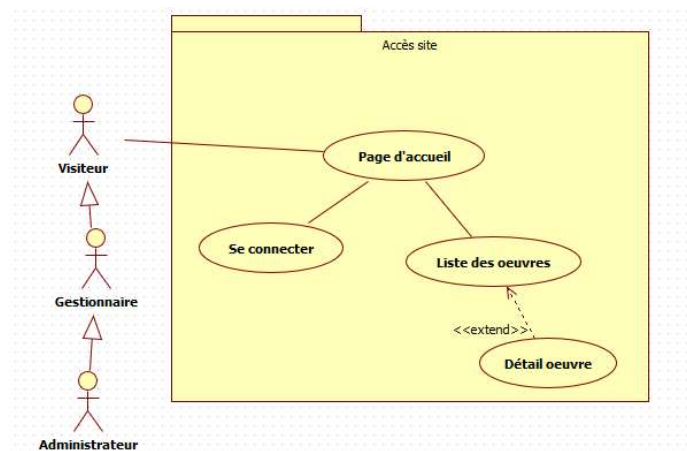 Accès site
Page d'accueil
Visiteur
Se connecter
Liste des oeuvres
Gestionnaire
<<extend>>
Détail oeuvre
Administrateur